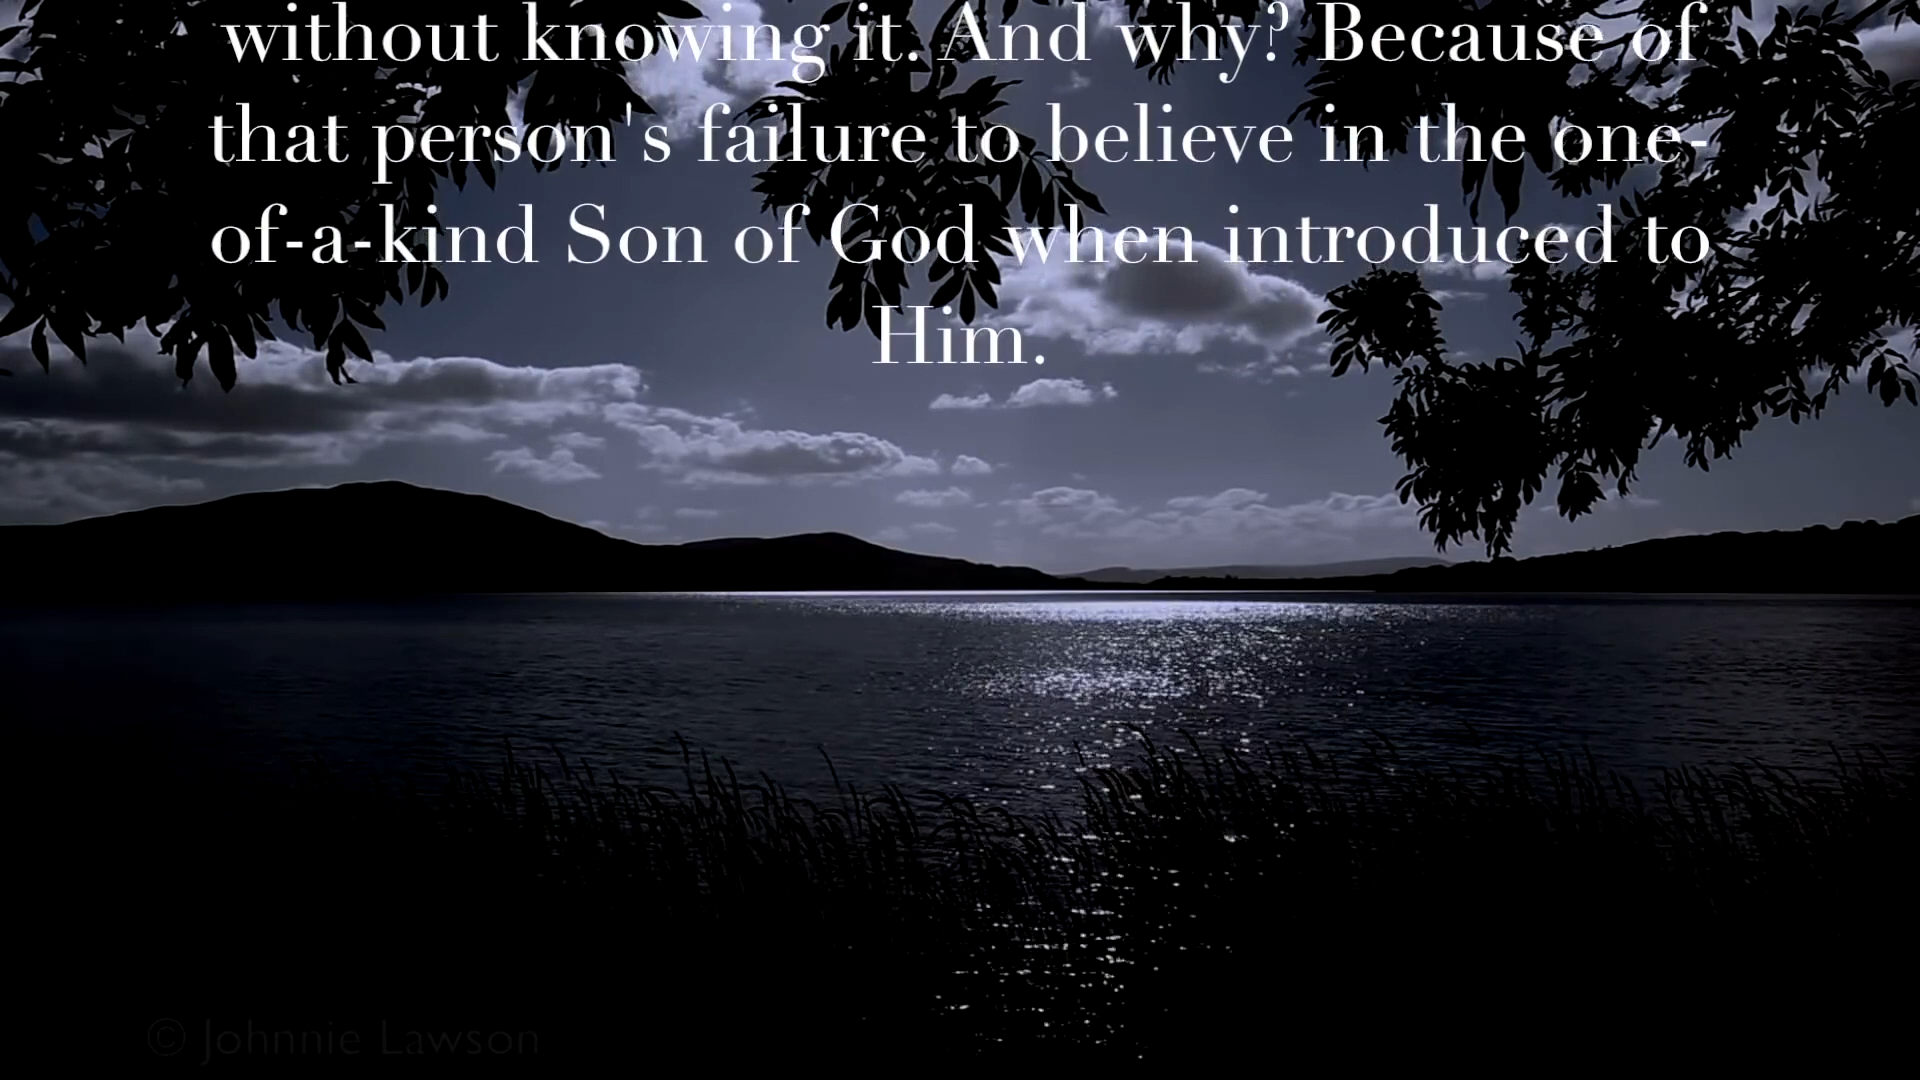 without knowing it. And why? Because of
that person's failure to believe in the one-
of-a-kind Son of God when introduced to
Him.
© Johnnie Lawson